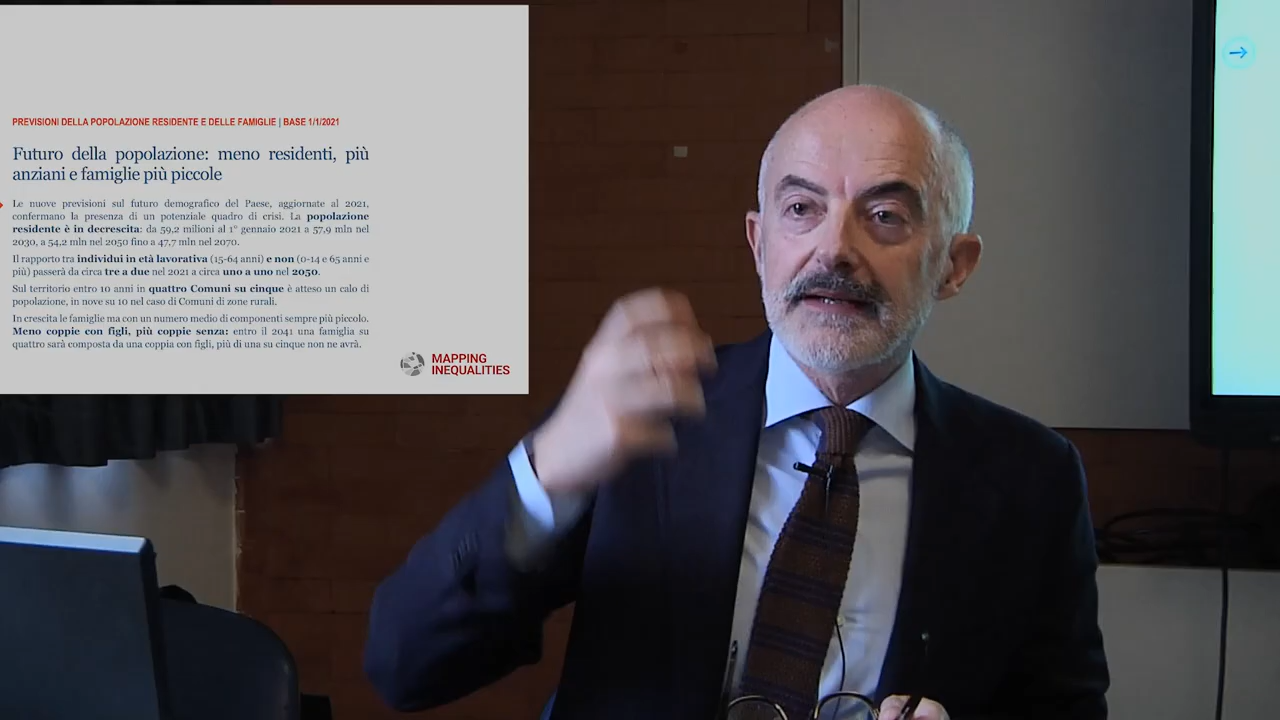 PREVISIONI DELLA POPOLAZIONE RESIDENTE E DELLE FAMIGLIE | BASE 1/1/2021
Futuro della popolazione: meno residenti, più
anziani e famiglie più piccole
Le nuove previsioni sul futuro demografico del Paese, aggiornate al 2021,
confermano la presenza di un potenziale quadro di crisi. La popolazione
residente è in decrescita: da 59,2 milioni al 1° gennaio 2021 a 57,9 mln nel
2030, a 54,2 mln nel 2050 fino a 47,7 mln nel 2070.
Il rapporto tra individui in età lavorativa (15-64 anni) e non (0-14 e 65 anni e
più) passerà da circa tre a due nel 2021 a circa uno a uno nel 2050.
Sul territorio entro 10 anni in quattro Comuni su cinque è atteso un calo di
popolazione, in nove su 10 nel caso di Comuni di zone rurali.
In crescita le famiglie ma con un numero medio di componenti sempre più piccolo.
Meno coppie con figli, più coppie senza: entro il 2041 una famiglia su
quattro sarà composta da una coppia con figli, più di una su cinque non ne avrà.
MAPPING
INEQUALITIES